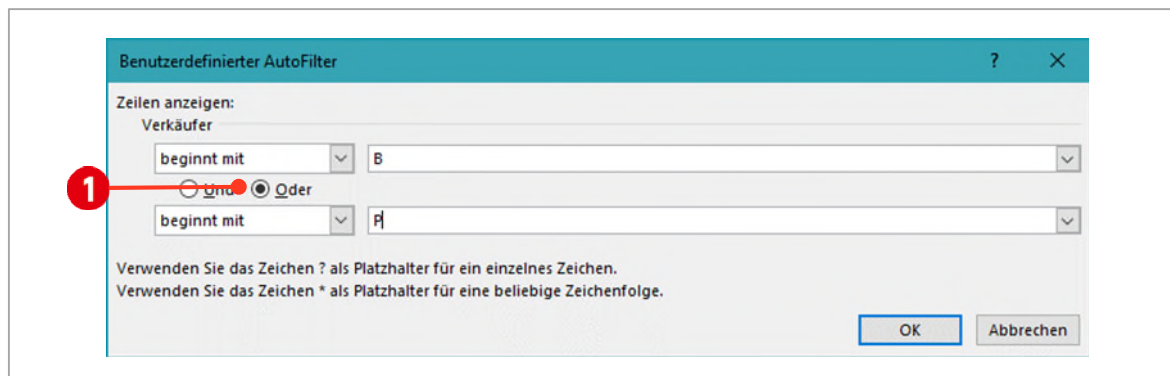 Benutzerdefinierter AutoFilter ?
Zeilen anzeigen:
Verkäufer
beginnt mit B
1 Und Oder
beginnt mit P
Verwenden Sie das Zeichen ? als Platzhalter für ein einzelnes Zeichen.
Verwenden Sie das Zeichen * als Platzhalter für eine beliebige Zeichenfolge.
OK Abbrechen